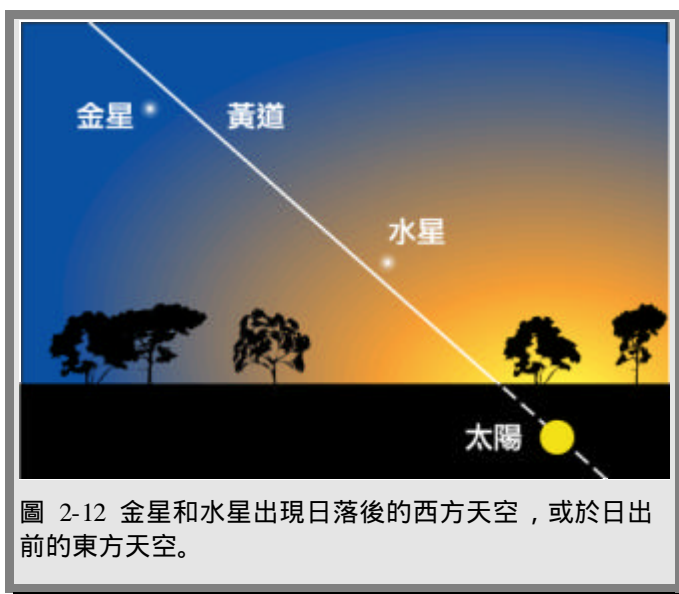 金星
黃道
水星
太陽
圖 2-12 金星和水星出現日落後的西方天空，或於日出
前的東方天空。